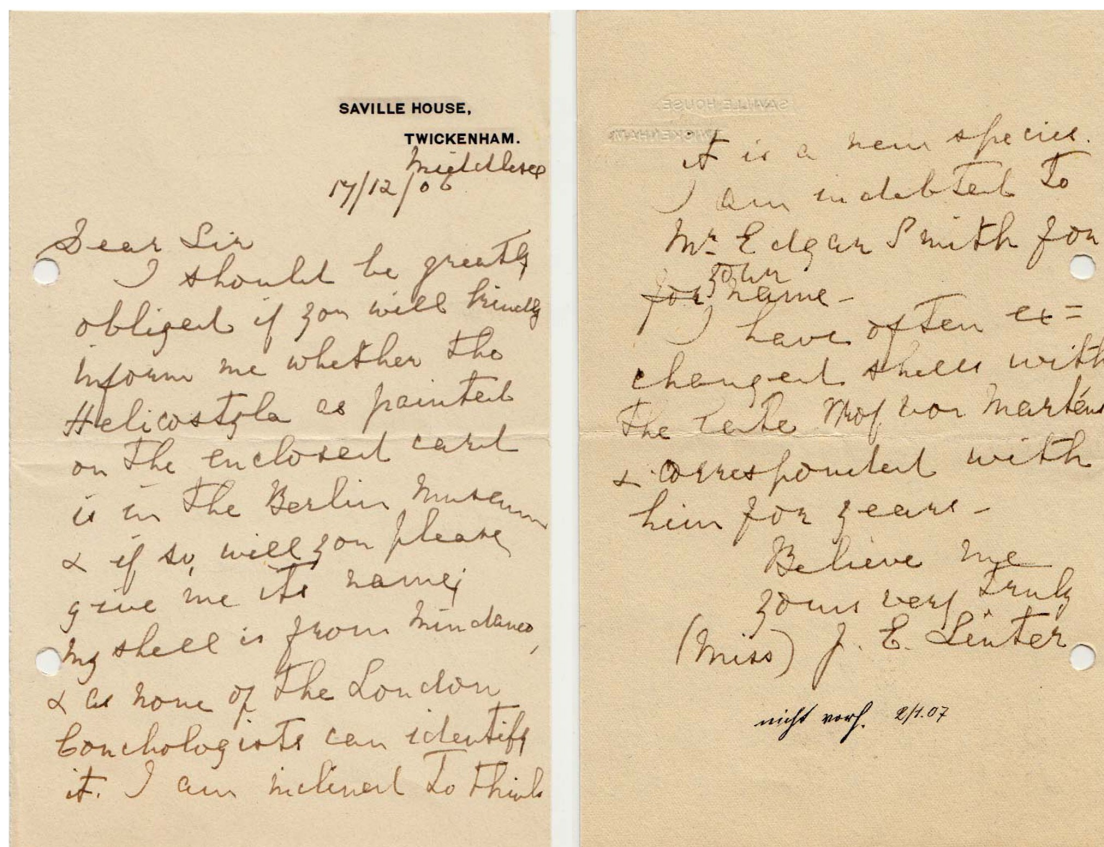 SAVILLE HOUSE,
TWICKENHAM.
Middlesex
17/12/06
Dear Sir
I should be greatly
obliged if you will kindly
inform me whether the
Helicostyla as painted
on the enclosed card
is in the Berlin Museum
& if so, will you please
give me its name;
My shell is from Mindanao,
& as none of the London
Conchologists can identify
it. I am inclined to think
it is a new species.
I am indebted to
Mr. Edgar Smith for
your
for name -
I have often ex=
changed shells with
the late Prof von Martens
& corresponded with
him for years -
Believe me
yours very truly
(Miss) J. E. Linter
nicht vorh. 2/1.07